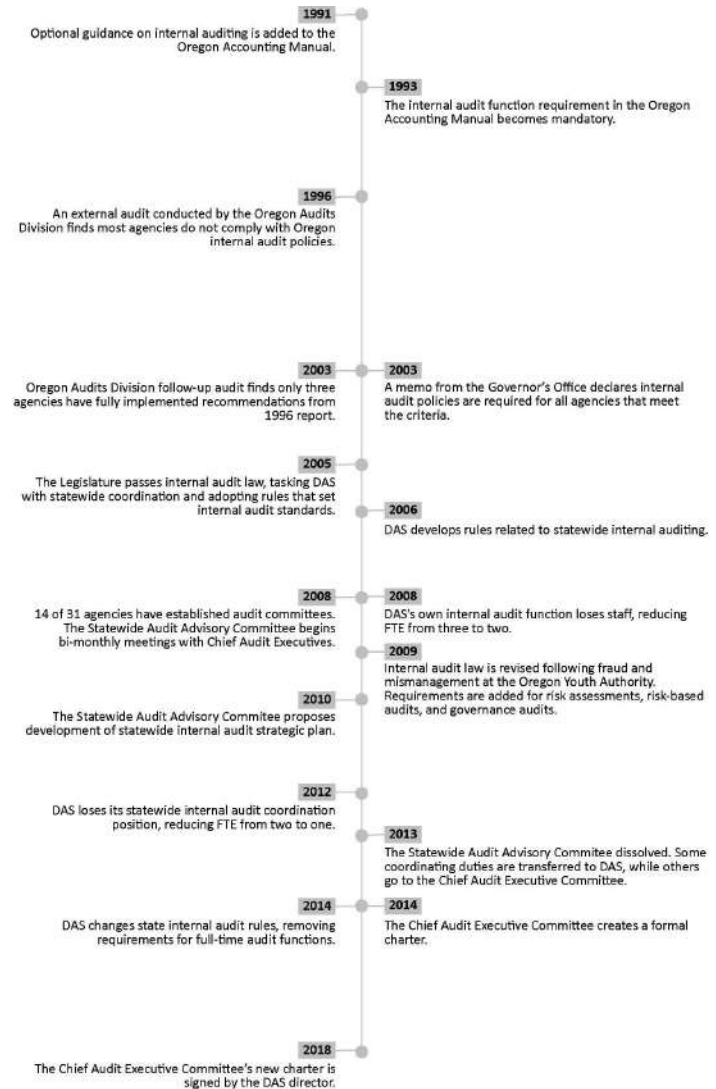 1991
Optional guidance on internal auditing is added to the
Oregon Accounting Manual.
1993
The internal audit function requirement in the Oregon
Accounting Manual becomes mandatory.
1996
An external audit conducted by the Oregon Audits
Division finds most agencies do not comply with Oregon
internal audit policies.
2003
Oregon Audits Division follow-up audit finds only three
agencies have fully implemented recommendations from
1996 report.
2003
A memo from the Governor's Office declares internal
audit policies are required for all agencies that meet
the criteria.
2005
The Legislature passes internal audit law, tasking DAS
with statewide coordination and adopting rules that set
internal audit standards.
2006
DAS develops rules related to statewide internal auditing.
2008
14 of 31 agencies have established audit committees.
The Statewide Audit Advisory Committee begins
bi-monthly meetings with Chief Audit Executives.
2008
DAS's own internal audit function loses staff, reducing
FTE from three to two.
2009
Internal audit law is revised following fraud and
mismanagement at the Oregon Youth Authority.
Requirements are added for risk assessments, risk-based
audits, and governance audits.
2010
The Statewide Audit Advisory Commitee proposes
development of statewide internal audit strategic plan.
2012
DAS loses its statewide internal audit coordination
position, reducing FTE from two to one.
2013
The Statewide Audit Advisory Commitee dissolved. Some
coordinating duties are transferred to DAS, while others
go to the Chief Audit Executive Committee.
2014
DAS changes state internal audit rules, removing
requirements for full-time audit functions.
2014
The Chief Audit Executive Committee creates a formal
charter.
2018
The Chief Audit Executive Committee's new charter is
signed by the DAS director.